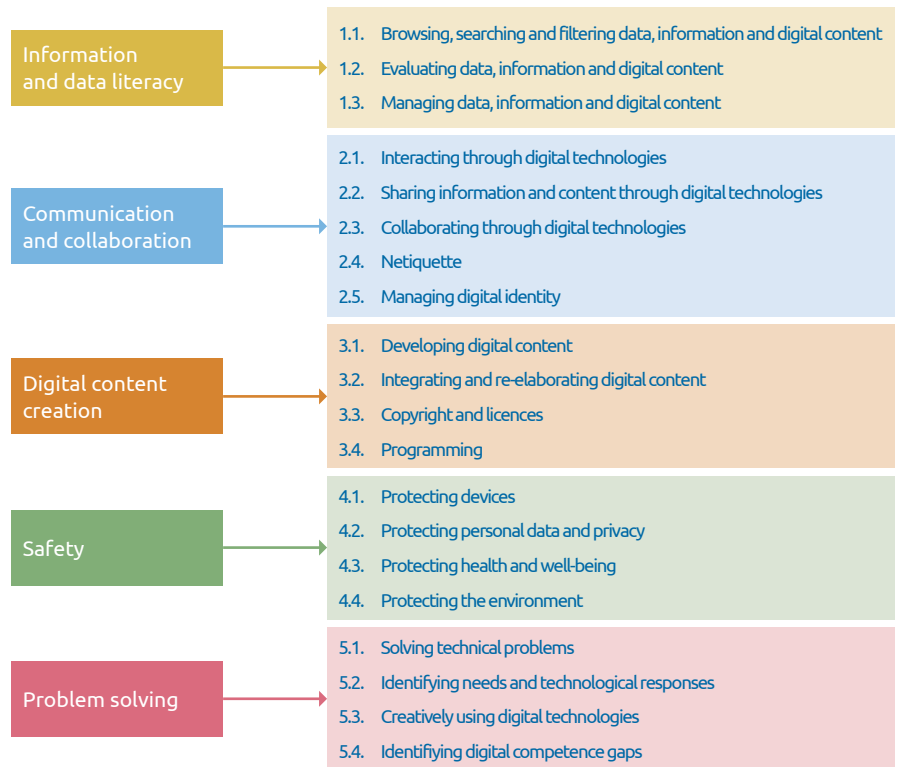 Information
and data literacy
1.1. Browsing, searching and filtering data, information and digital content
1.2. Evaluating data, information and digital content
1.3. Managing data, information and digital content
Communication
and collaboration
2.1. Interacting through digital technologies
2.2. Sharing information and content through digital technologies
2.3. Collaborating through digital technologies
2.4. Netiquette
2.5. Managing digital identity
Digital content
creation
3.1. Developing digital content
3.2. Integrating and re-elaborating digital content
3.3. Copyright and licences
3.4. Programming
Safety
4.1. Protecting devices
4.2. Protecting personal data and privacy
4.3. Protecting health and well-being
4.4. Protecting the environment
Problem solving
5.1. Solving technical problems
5.2. Identifying needs and technological responses
5.3. Creatively using digital technologies
5.4. Identifiying digital competence gaps